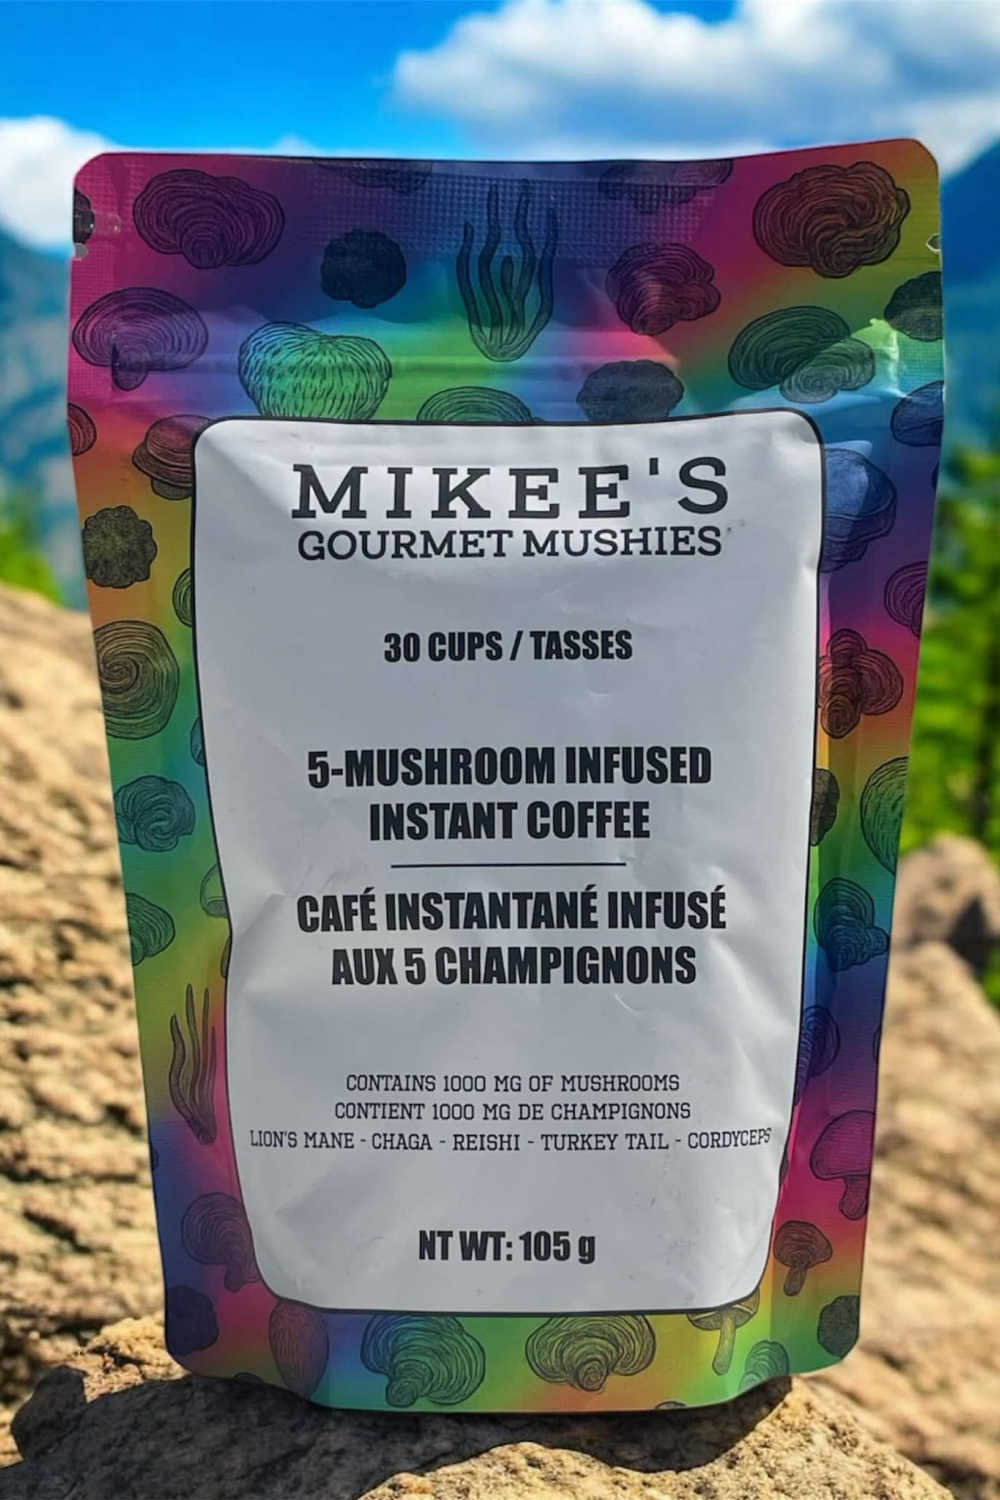 MIKEE'S
GOURMET MUSHIES
30 CUPS / TASSES
5-MUSHROOM INFUSED
INSTANT COFFEE
CAFÉ INSTANTANÉ INFUSÉ
AUX 5 CHAMPIGNONS
CONTAINS 1000 MG OF MUSHROOMS
CONTIENT 1000 MG DE CHAMPIGNONS
LION'S MANE - CHAGA - REISHI - TURKEY TAIL - CORDYCEPS
NT WT: 105 g